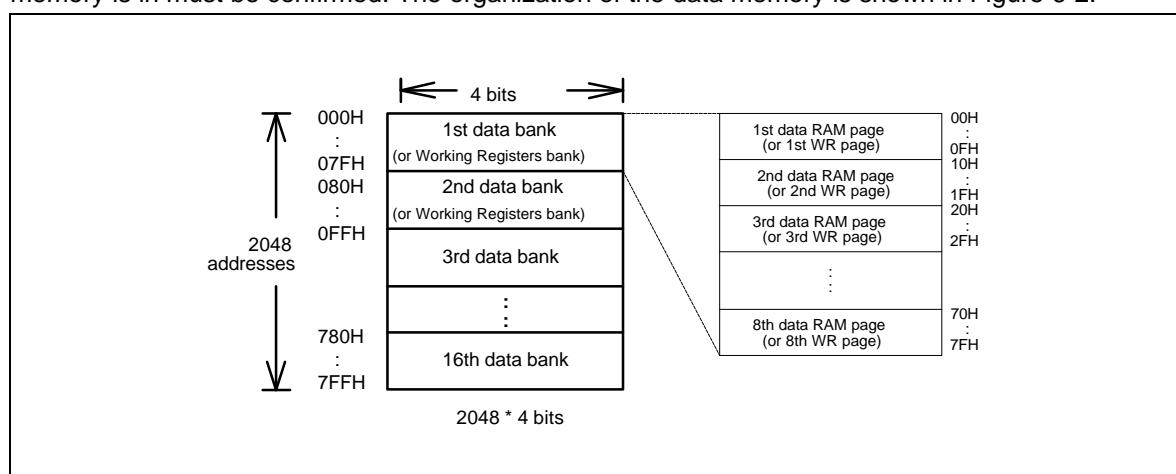 memory is in must be confirmed. The organization of the data memory is shown in Figure 6-2.
4 bits
000H
:
07FH
080H
:
0FFH
780H
:
7FFH
2048
addresses
1st data bank
(or Working Registers bank)
2nd data bank
(or Working Registers bank)
3rd data bank
:
:
16th data bank
2048 * 4 bits
1st data RAM page
(or 1st WR page)
2nd data RAM page
(or 2nd WR page)
3rd data RAM page
(or 3rd WR page)
:
:
8th data RAM page
(or 8th WR page)
00H
:
0FH
10H
:
1FH
20H
:
2FH
70H
:
7FH